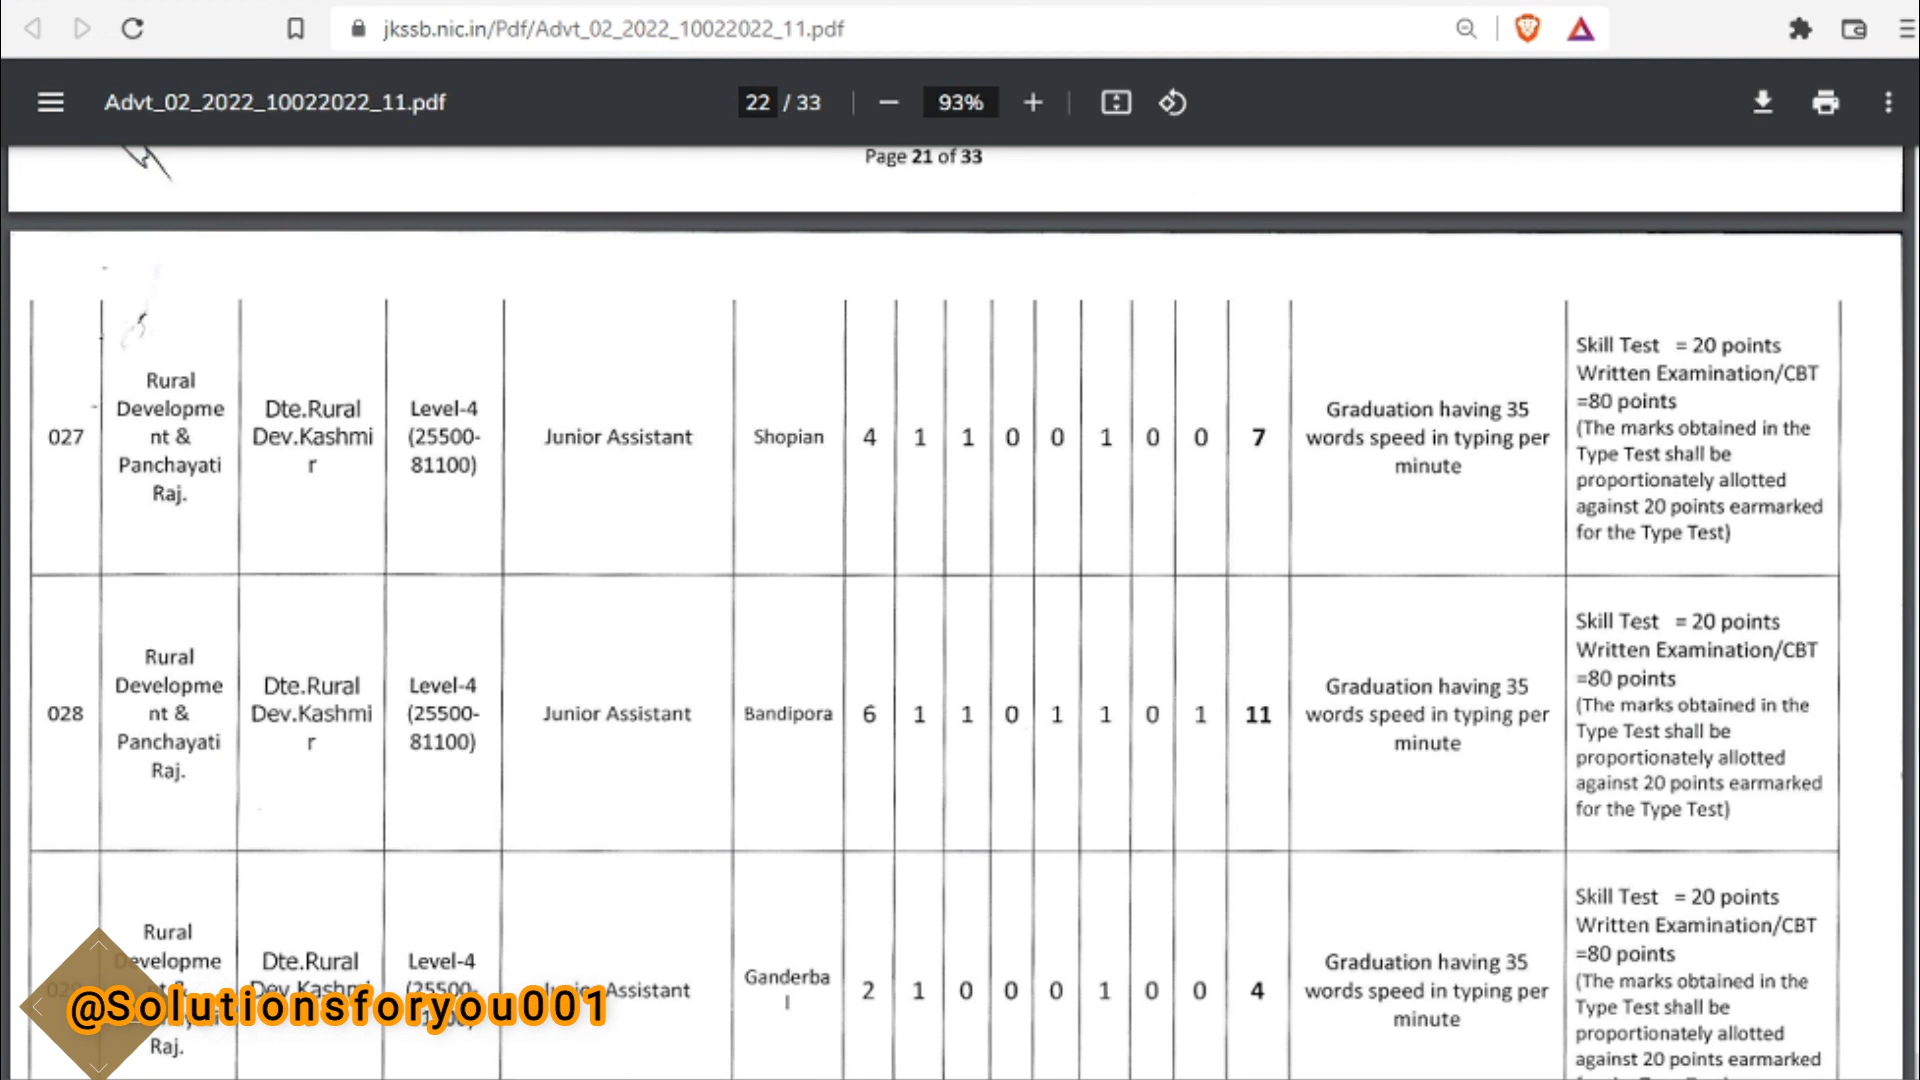 jkssb.nic.in/Pdf/Advt_02_2022_10022022_11.pdf
Advt_02_2022_10022022_11.pdf
22 / 33
93%
Page 21 of 33
027
Rural
Developme
nt &
Panchayati
Raj.
Dte.Rural
Dev.Kashmi
r
Level-4
(25500-
81100)
Junior Assistant
Shopian
4 1 1 0 0 1 0 0 7
Graduation having 35
words speed in typing per
minute
Skill Test = 20 points
Written Examination/CBT
=80 points
(The marks obtained in the
Type Test shall be
proportionately allotted
against 20 points earmarked
for the Type Test)
028
Rural
Developme
nt &
Panchayati
Raj.
Dte.Rural
Dev.Kashmi
r
Level-4
(25500-
81100)
Junior Assistant
Bandipora
6 1 1 0 1 1 0 1 11
Graduation having 35
words speed in typing per
minute
Skill Test = 20 points
Written Examination/CBT
=80 points
(The marks obtained in the
Type Test shall be
proportionately allotted
against 20 points earmarked
for the Type Test)
Rural
Developme
Raj.
Dte.Rural
Dev.Kashmi
Level-4
(25500-
Assistant
Ganderba
l
2 1 0 0 0 1 0 0 4
Graduation having 35
words speed in typing per
minute
Skill Test = 20 points
Written Examination/CBT
=80 points
(The marks obtained in the
Type Test shall be
proportionately allotted
against 20 points earmarked
@Solutionsforyou001